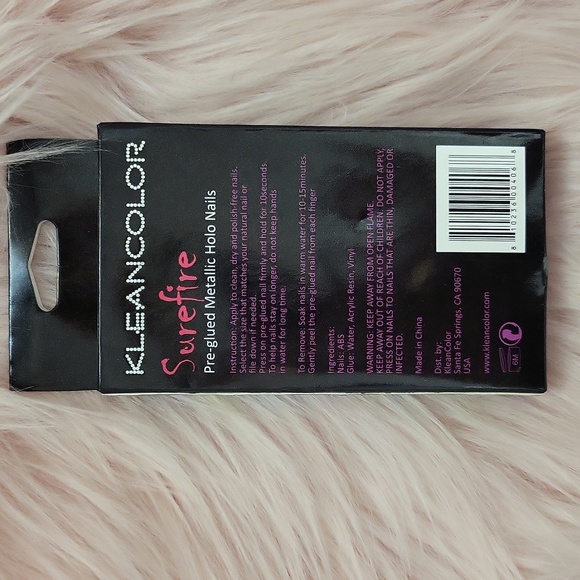 KLEANCOLOR
Surefire
Pre-glued Metallic Holo Nails
Instruction: Apply to clean, dry and polish free nails.
Select the size that matches your natural nail or
file down if needed.
Press on pre-glued nail firmly and hold for 10seconds.
To help nails stay on longer, do not keep hands
in water for long time.
To Remove: Soak nails in warm water for 10-15minutes.
Gently peel the pre-glued nail from each finger
Ingredients:
Nails: ABS
Glue: Water, Acrylic Resin, Vinyl
WARNING: KEEP AWAY FROM OPEN FLAME.
KEEP AWAY OUT OF REACH OF CHILDREN. DO NOT APPLY,
PRESS ON NAILS TO NAILS THAT ARE THIN, DAMAGED OR
INFECTED.
Made in China
Dist. by:
KleanColor
Santa Fe Springs, CA 90670
USA
www.kleancolor.com
6M
8 10236 00406 8